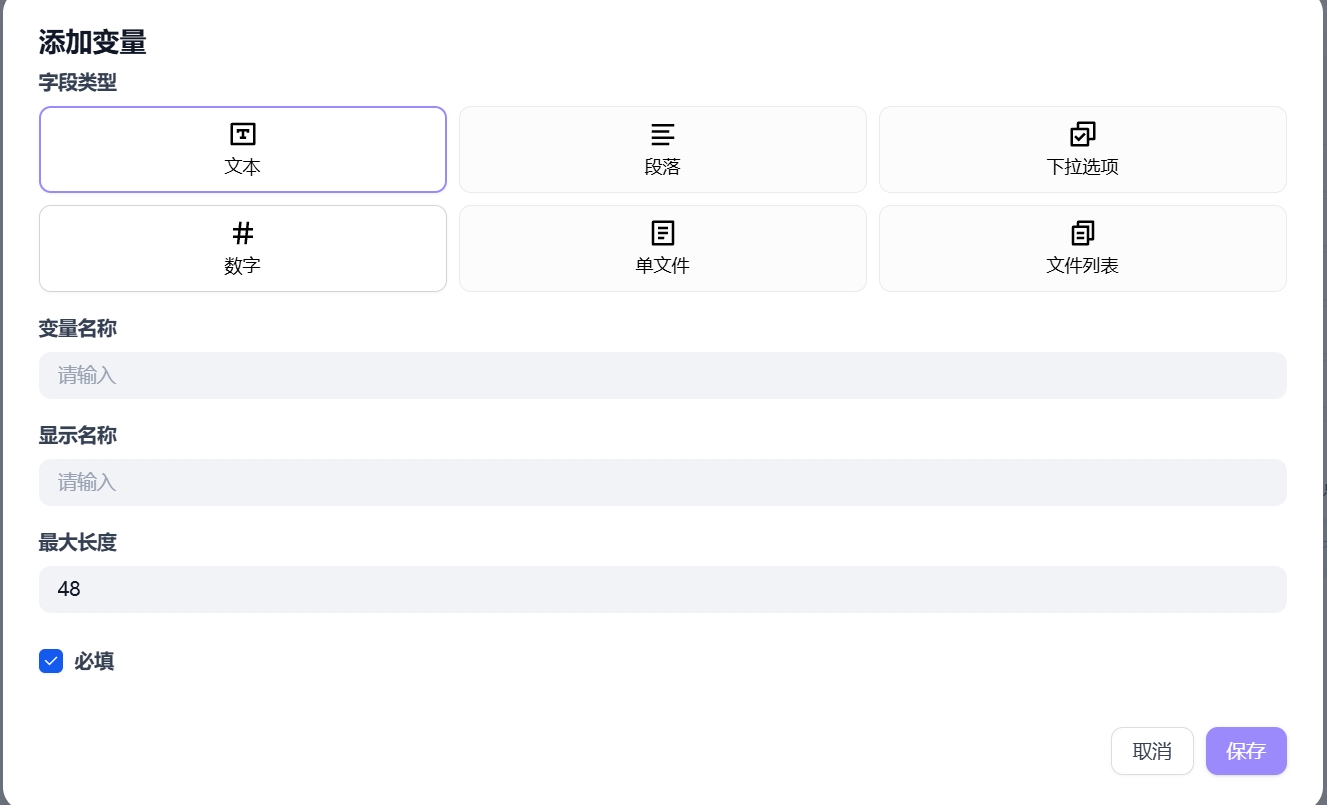 添加变量
字段类型
文本
段落
下拉选项
数字
单文件
文件列表
变量名称
请输入
显示名称
请输入
最大长度
48
必填
取消
保存